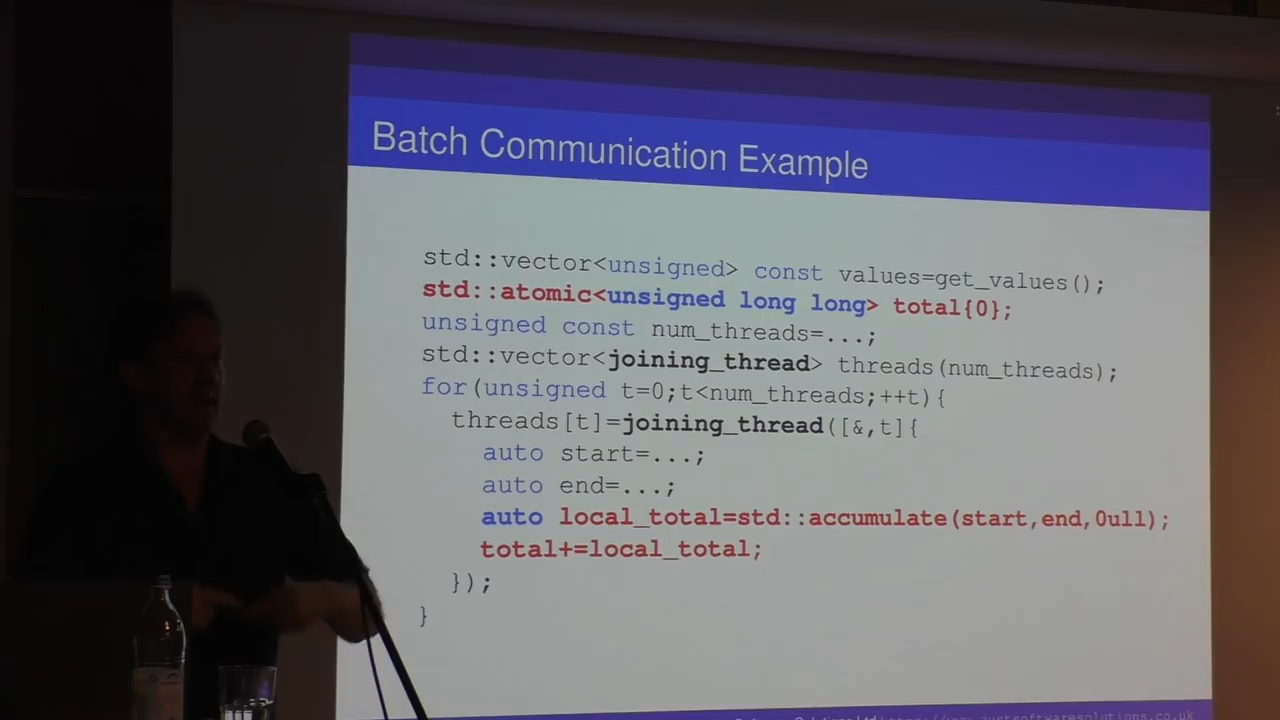 Batch Communication Example
std::vector<unsigned> const values=get_values();
std::atomic<unsigned long long> total{0};
unsigned const num_threads=...;
std::vector<joining_thread> threads(num_threads);
for(unsigned t=0;t<num_threads;++t){
threads[t]=joining_thread([&,t]{
auto start=...;
auto end=...;
auto local_total=std::accumulate(start,end,0ull);
total+=local_total;
});
}